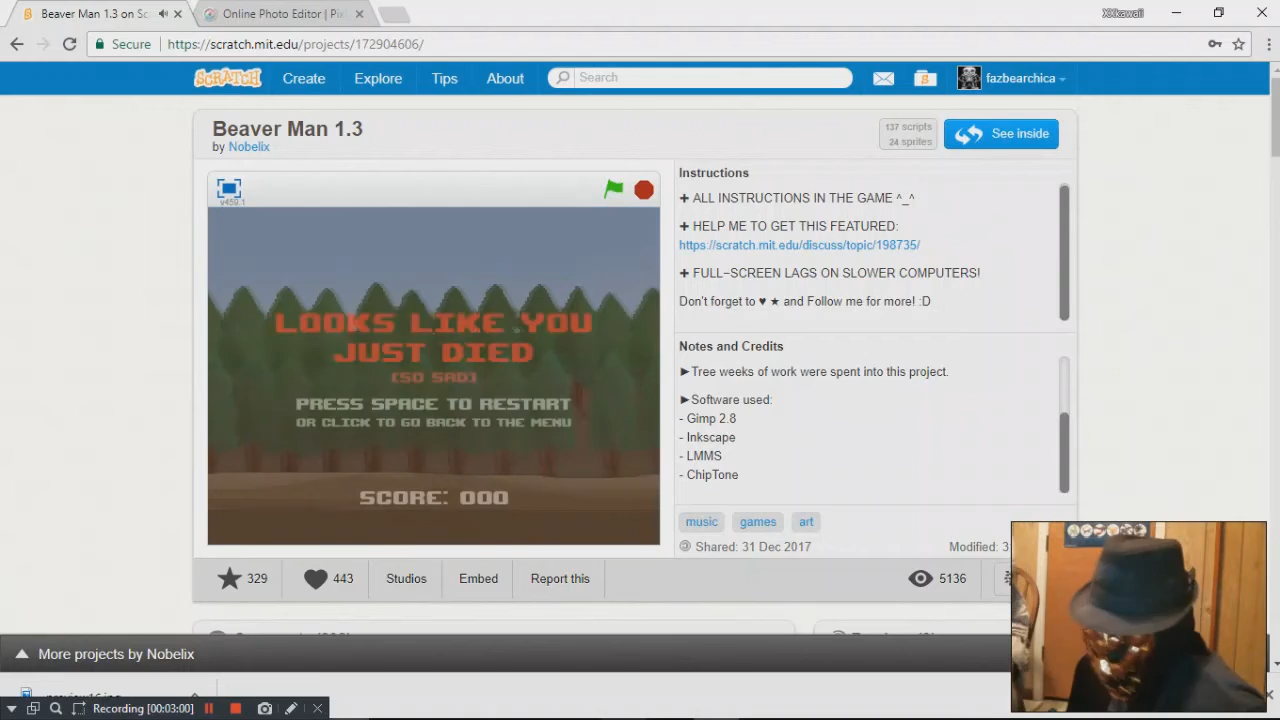 Beaver Man 1.3 on Sc
Online Photo Editor | Pix
XXkawaii
Secure
https://scratch.mit.edu/projects/172904606/
SCRATCH
Create
Explore
Tips
About
Search
fazbearchica
Beaver Man 1.3
by Nobelix
137 scripts
24 sprites
See inside
v459.1
LOOKS LIKE YOU
JUST DIED
(SO SAD)
PRESS SPACE TO RESTART
OR CLICK TO GO BACK TO THE MENU
SCORE: 000
Instructions
✚ ALL INSTRUCTIONS IN THE GAME ^_^
✚ HELP ME TO GET THIS FEATURED:
https://scratch.mit.edu/discuss/topic/198735/
✚ FULL-SCREEN LAGS ON SLOWER COMPUTERS!
Don't forget to ♥ ★ and Follow me for more! :D
Notes and Credits
►Tree weeks of work were spent into this project.
►Software used:
- Gimp 2.8
- Inkscape
- LMMS
- ChipTone
music
games
art
Shared: 31 Dec 2017
Modified: 3
329
443
Studios
Embed
Report this
5136
More projects by Nobelix
Recording [00:03:00]